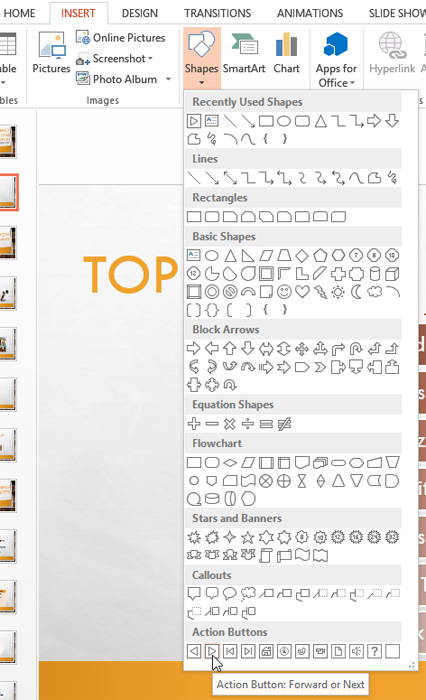 HOME INSERT DESIGN TRANSITIONS ANIMATIONS SLIDE SHOW
Online Pictures
Screenshot
Photo Album
Pictures
Shapes SmartArt Chart
Apps for
Office
Hyperlink
Images
Recently Used Shapes
Lines
Rectangles
Basic Shapes
TOP
Block Arrows
Equation Shapes
Flowchart
Stars and Banners
Callouts
Action Buttons
Action Button: Forward or Next